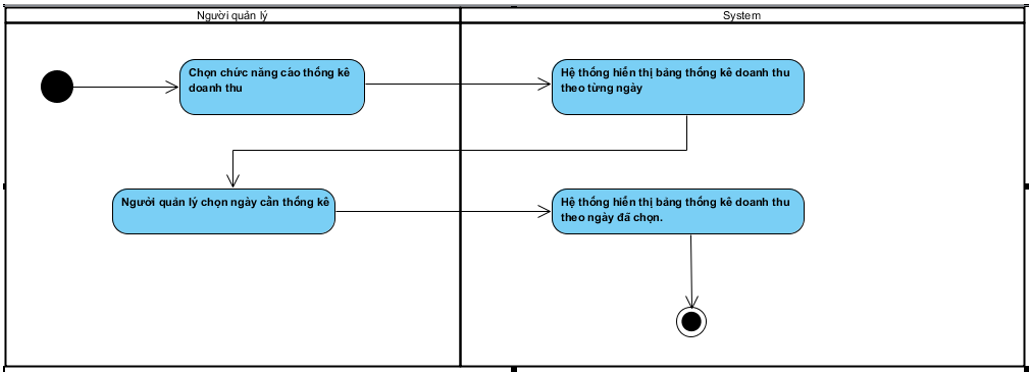 Người quản lý
System
Chọn chức năng cáo thống kê
doanh thu
Hệ thống hiển thị bảng thống kê doanh thu
theo từng ngày
Người quản lý chọn ngày cần thống kê
Hệ thống hiển thị bảng thống kê doanh thu
theo ngày đã chọn.